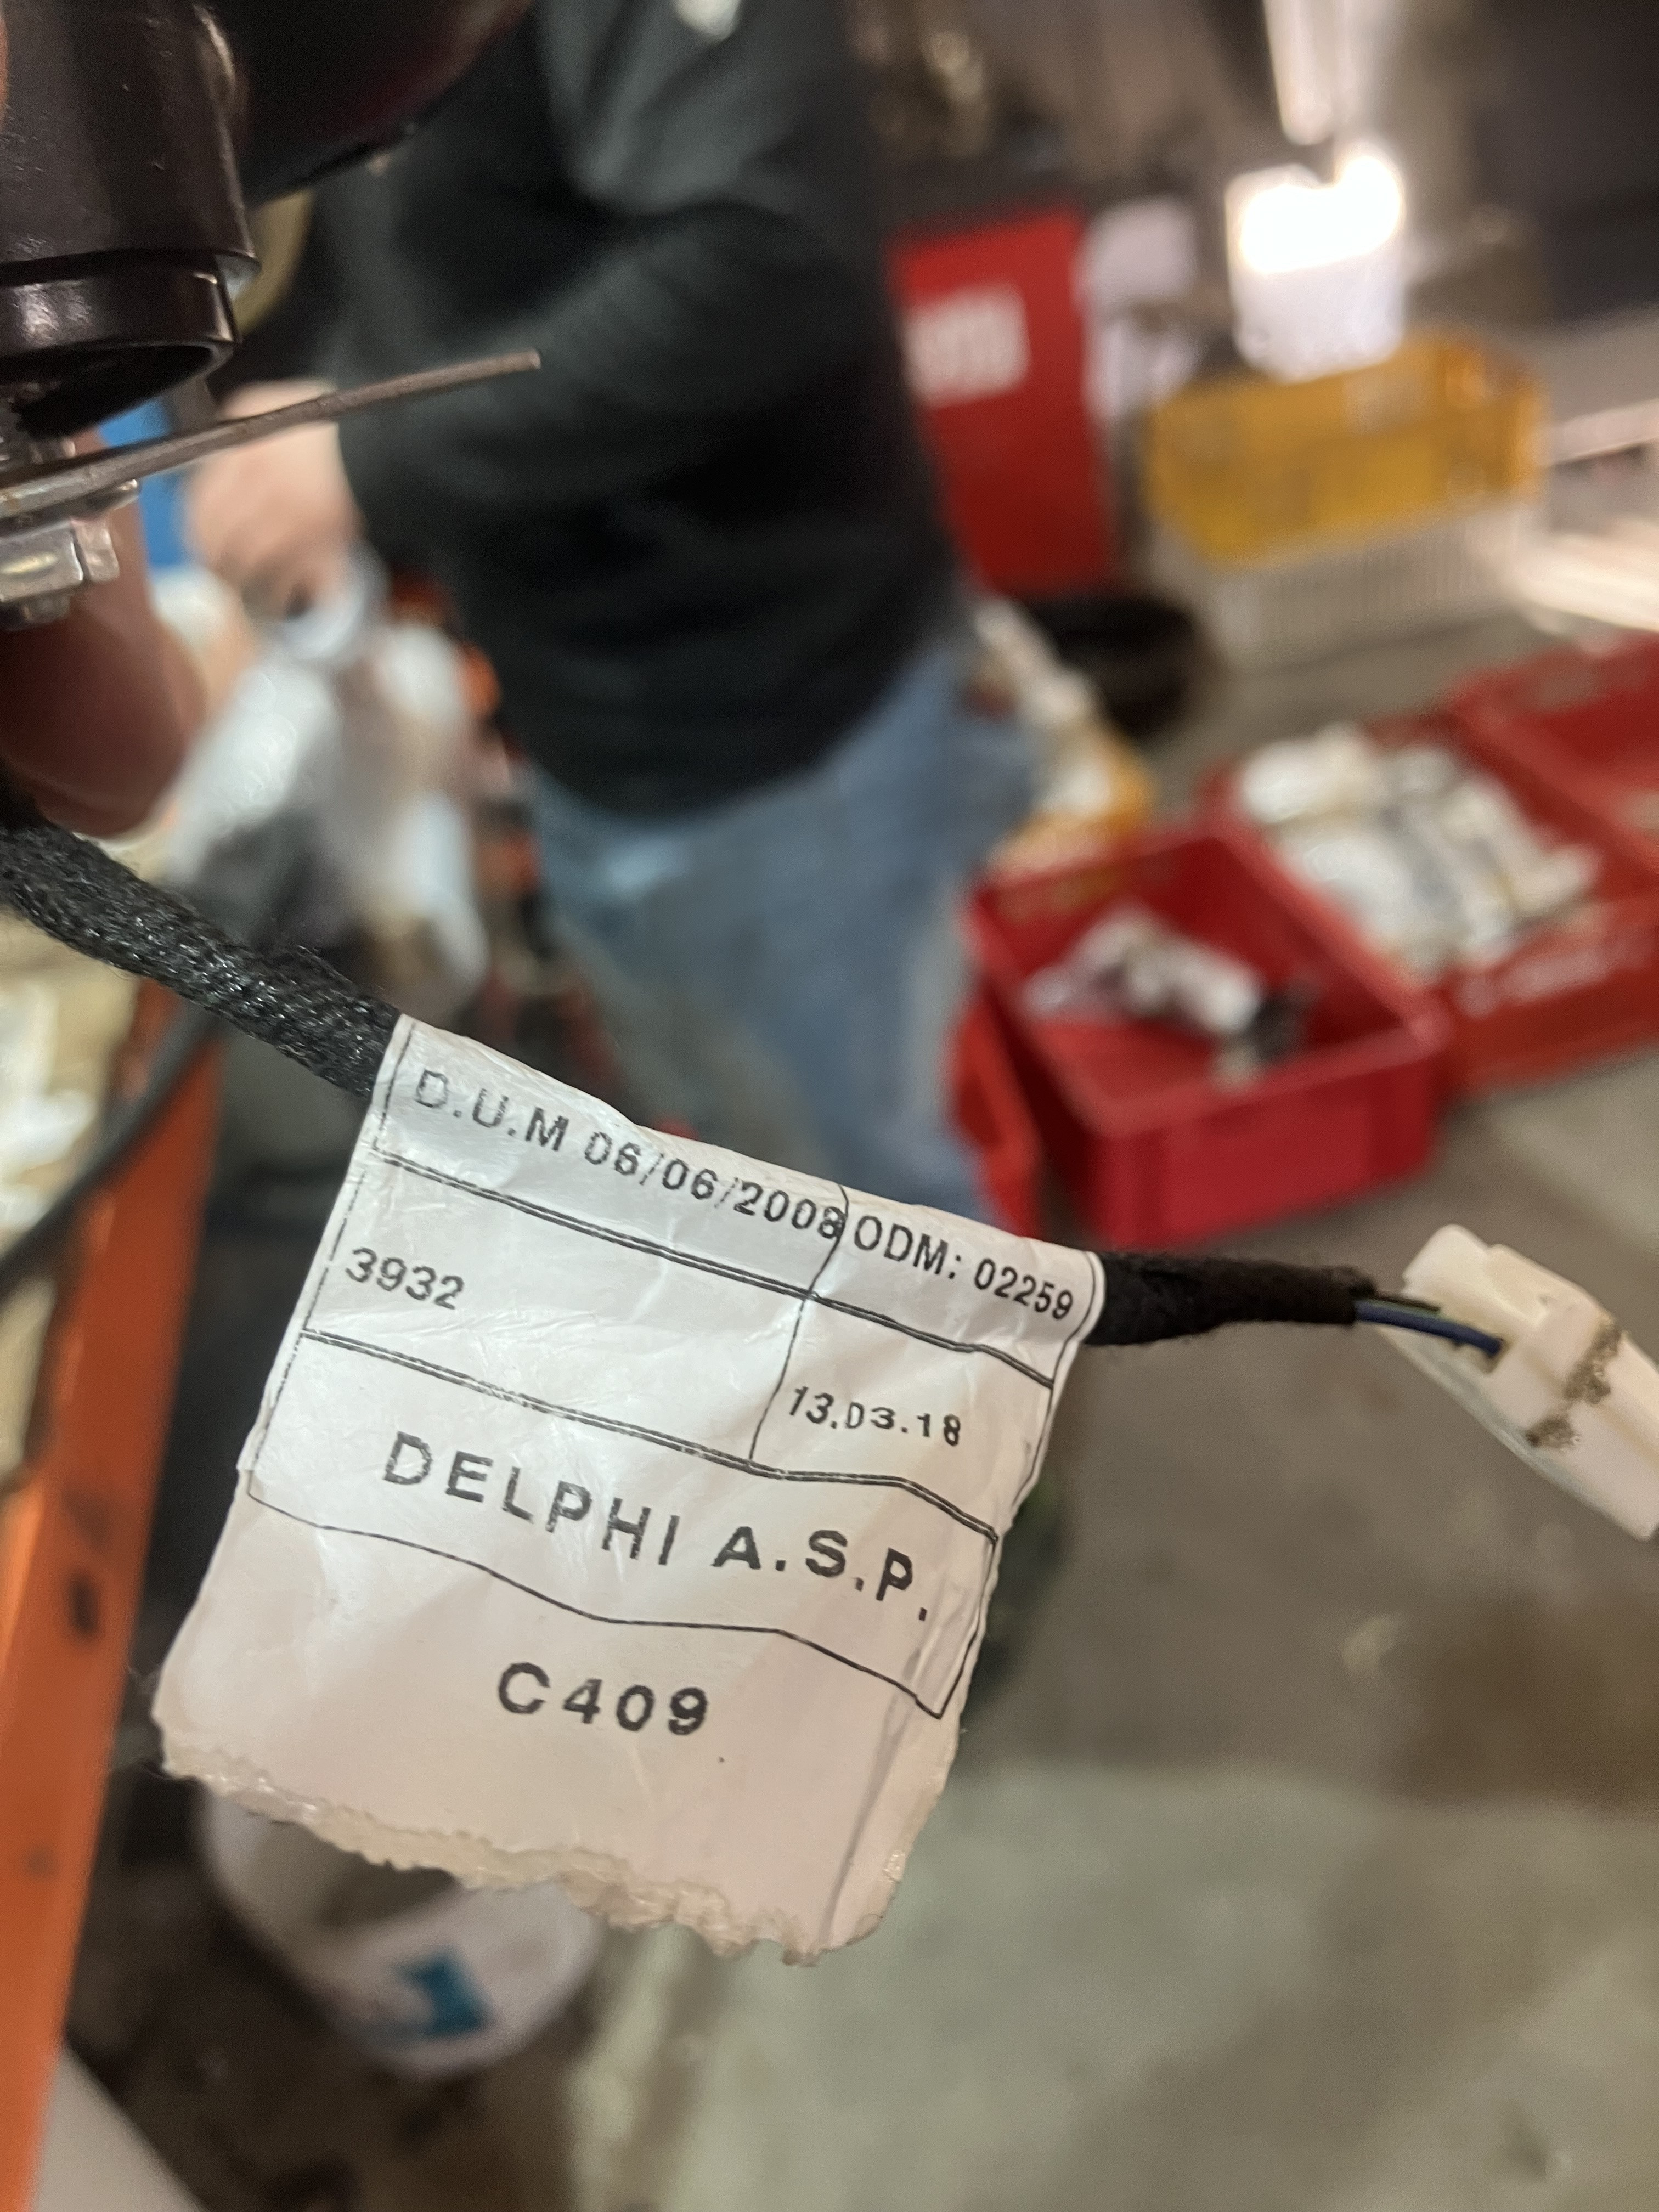 D.U.M 06/06/2008 ODM: 02259
3932
13.03.18
DELPHI A.S.P.
C409